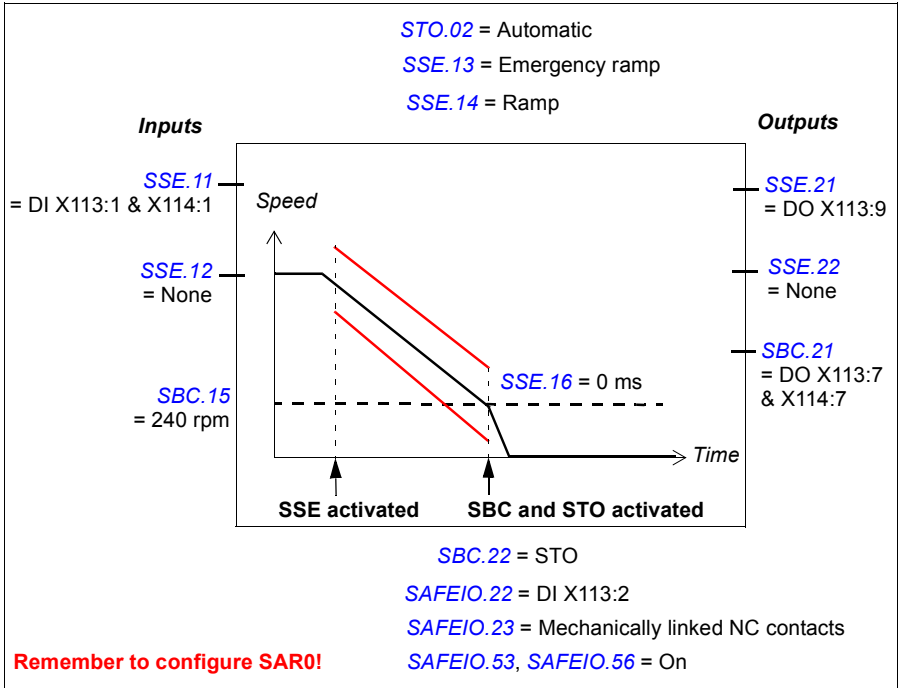 STO.02 = Automatic
SSE.13 = Emergency ramp
SSE.14 = Ramp
Inputs
Outputs
SSE.11
= DI X113:1 & X114:1
SSE.21
= DO X113:9
Speed
SSE.12
= None
SSE.22
= None
SBC.21
= DO X113:7
& X114:7
SSE.16 = 0 ms
SBC.15
= 240 rpm
Time
SSE activated
SBC and STO activated
SBC.22 = STO
SAFEIO.22 = DI X113:2
SAFEIO.23 = Mechanically linked NC contacts
Remember to configure SAR0!
SAFEIO.53, SAFEIO.56 = On